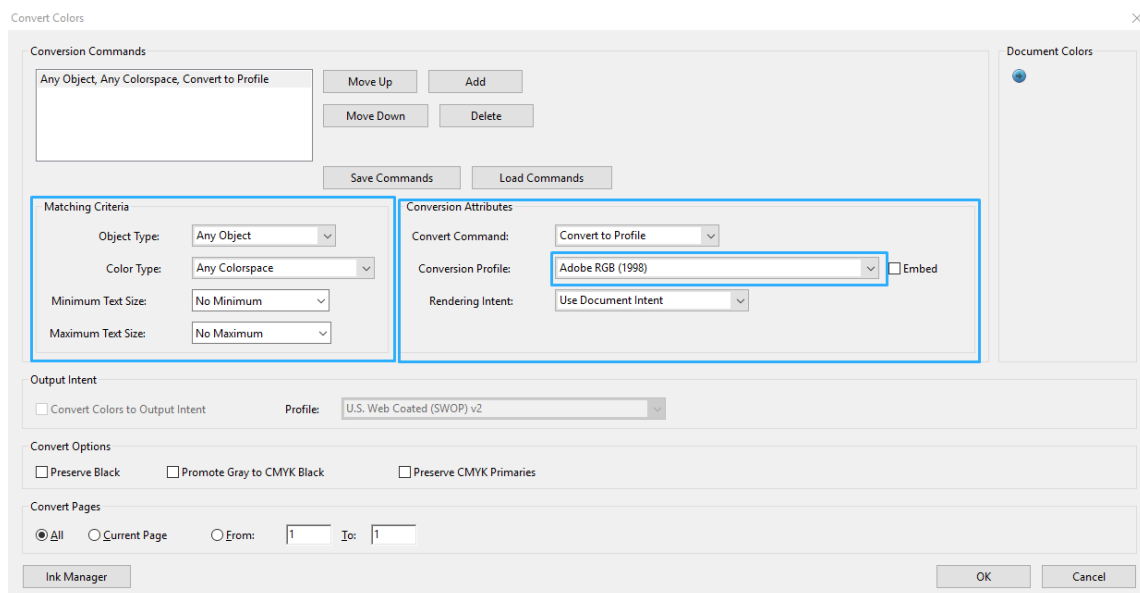 Convert Colors
Conversion Commands
Document Colors
Any Object, Any Colorspace, Convert to Profile
Move Up
Add
Move Down
Delete
Save Commands
Load Commands
Matching Criteria
Object Type: Any Object
Color Type: Any Colorspace
Minimum Text Size: No Minimum
Maximum Text Size: No Maximum
Conversion Attributes
Convert Command: Convert to Profile
Conversion Profile: Adobe RGB (1998) Embed
Rendering Intent: Use Document Intent
Output Intent
Convert Colors to Output Intent Profile: U.S. Web Coated (SWOP) v2
Convert Options
Preserve Black Promote Gray to CMYK Black Preserve CMYK Primaries
Convert Pages
All Current Page From: 1 To: 1
Ink Manager OK Cancel